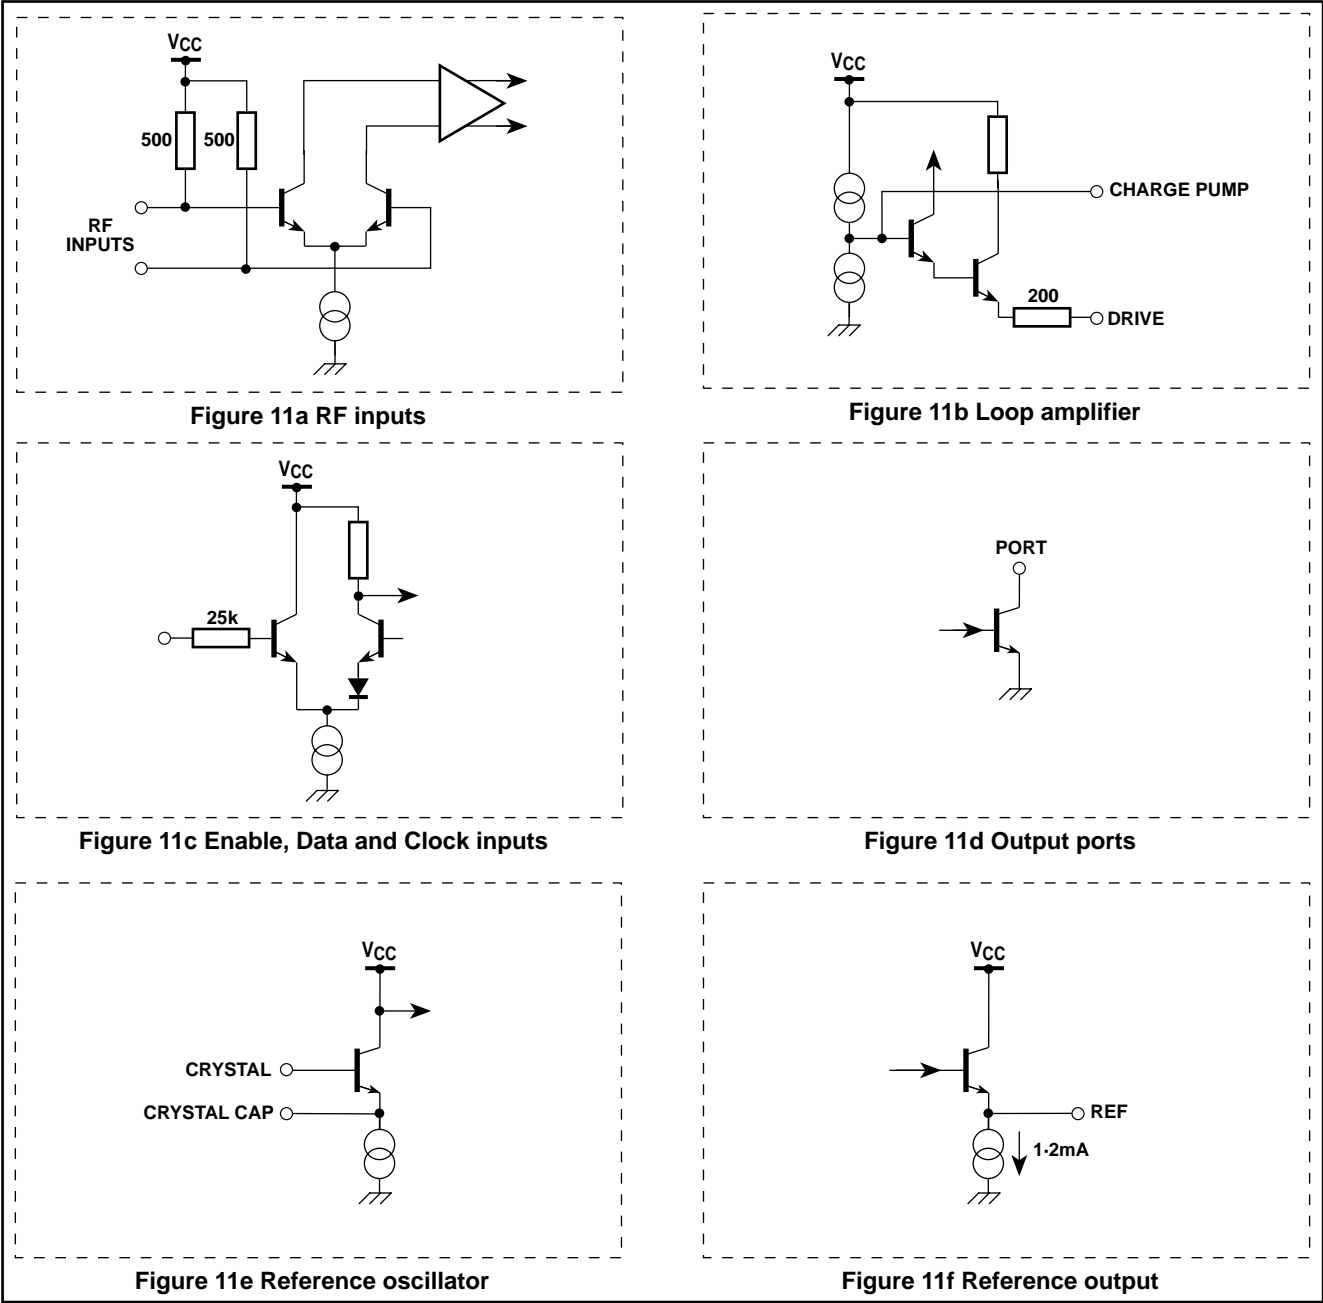 VCC
500
500
RF
INPUTS
Figure 11a RF inputs
VCC
CHARGE PUMP
200
DRIVE
Figure 11b Loop amplifier
VCC
25k
Figure 11c Enable, Data and Clock inputs
PORT
Figure 11d Output ports
VCC
CRYSTAL
CRYSTAL CAP
Figure 11e Reference oscillator
VCC
REF
1·2mA
Figure 11f Reference output